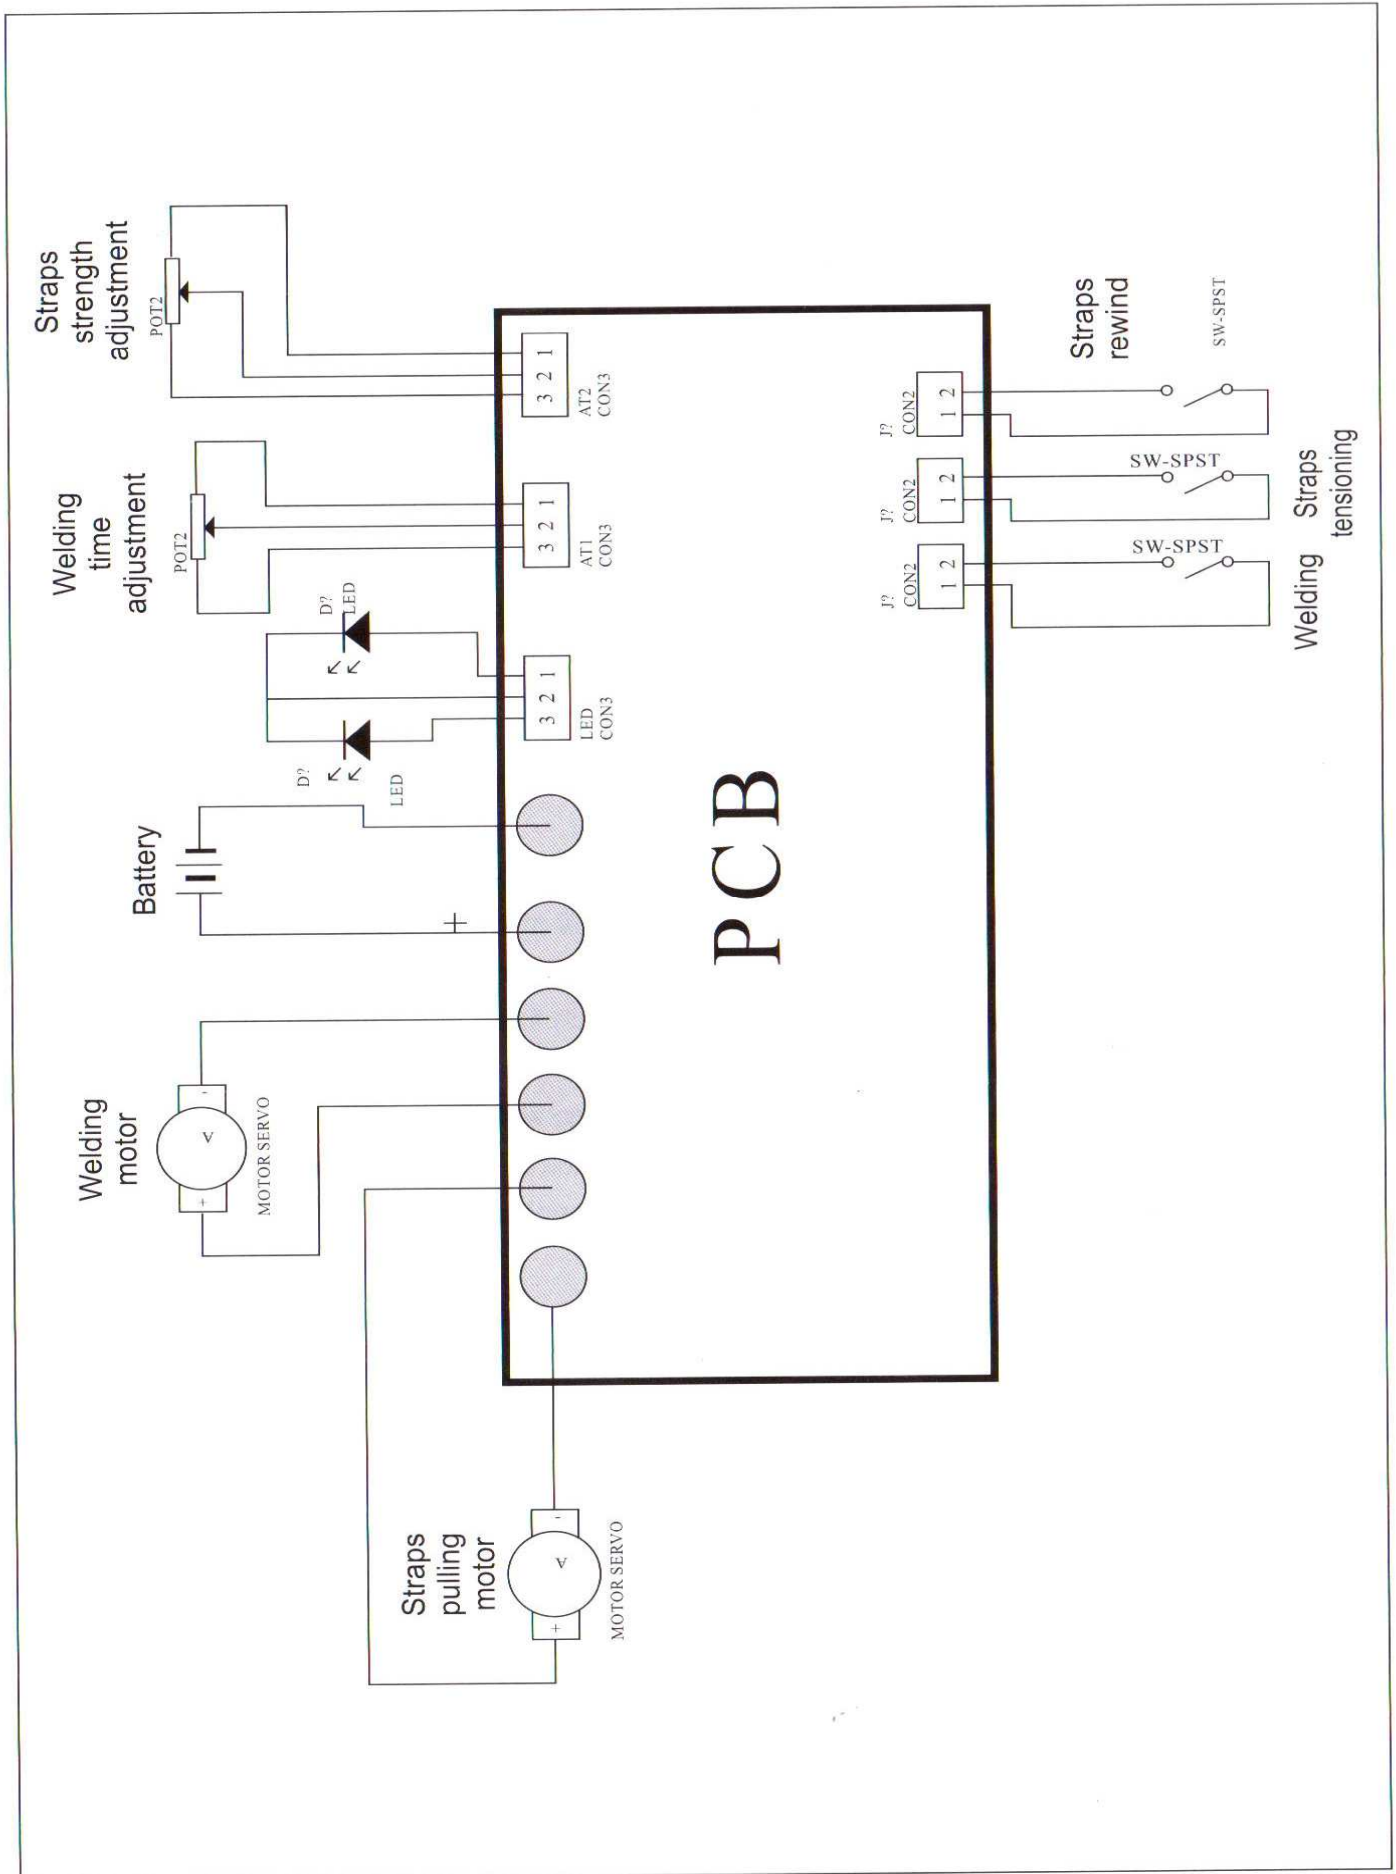 Straps
pulling
motor
+ A -
MOTOR SERVO
Welding
motor
+ A -
MOTOR SERVO
Battery
+
D?
LED
D?
LED
3 2 1
LED
CON3
Welding
time
adjustment
POT2
3 2 1
AT1
CON3
Straps
strength
adjustment
POT2
3 2 1
AT2
CON3
PCB
J?
CON2
1 2
J?
CON2
1 2
J?
CON2
1 2
SW-SPST
Welding
SW-SPST
Straps
tensioning
Straps
rewind
SW-SPST